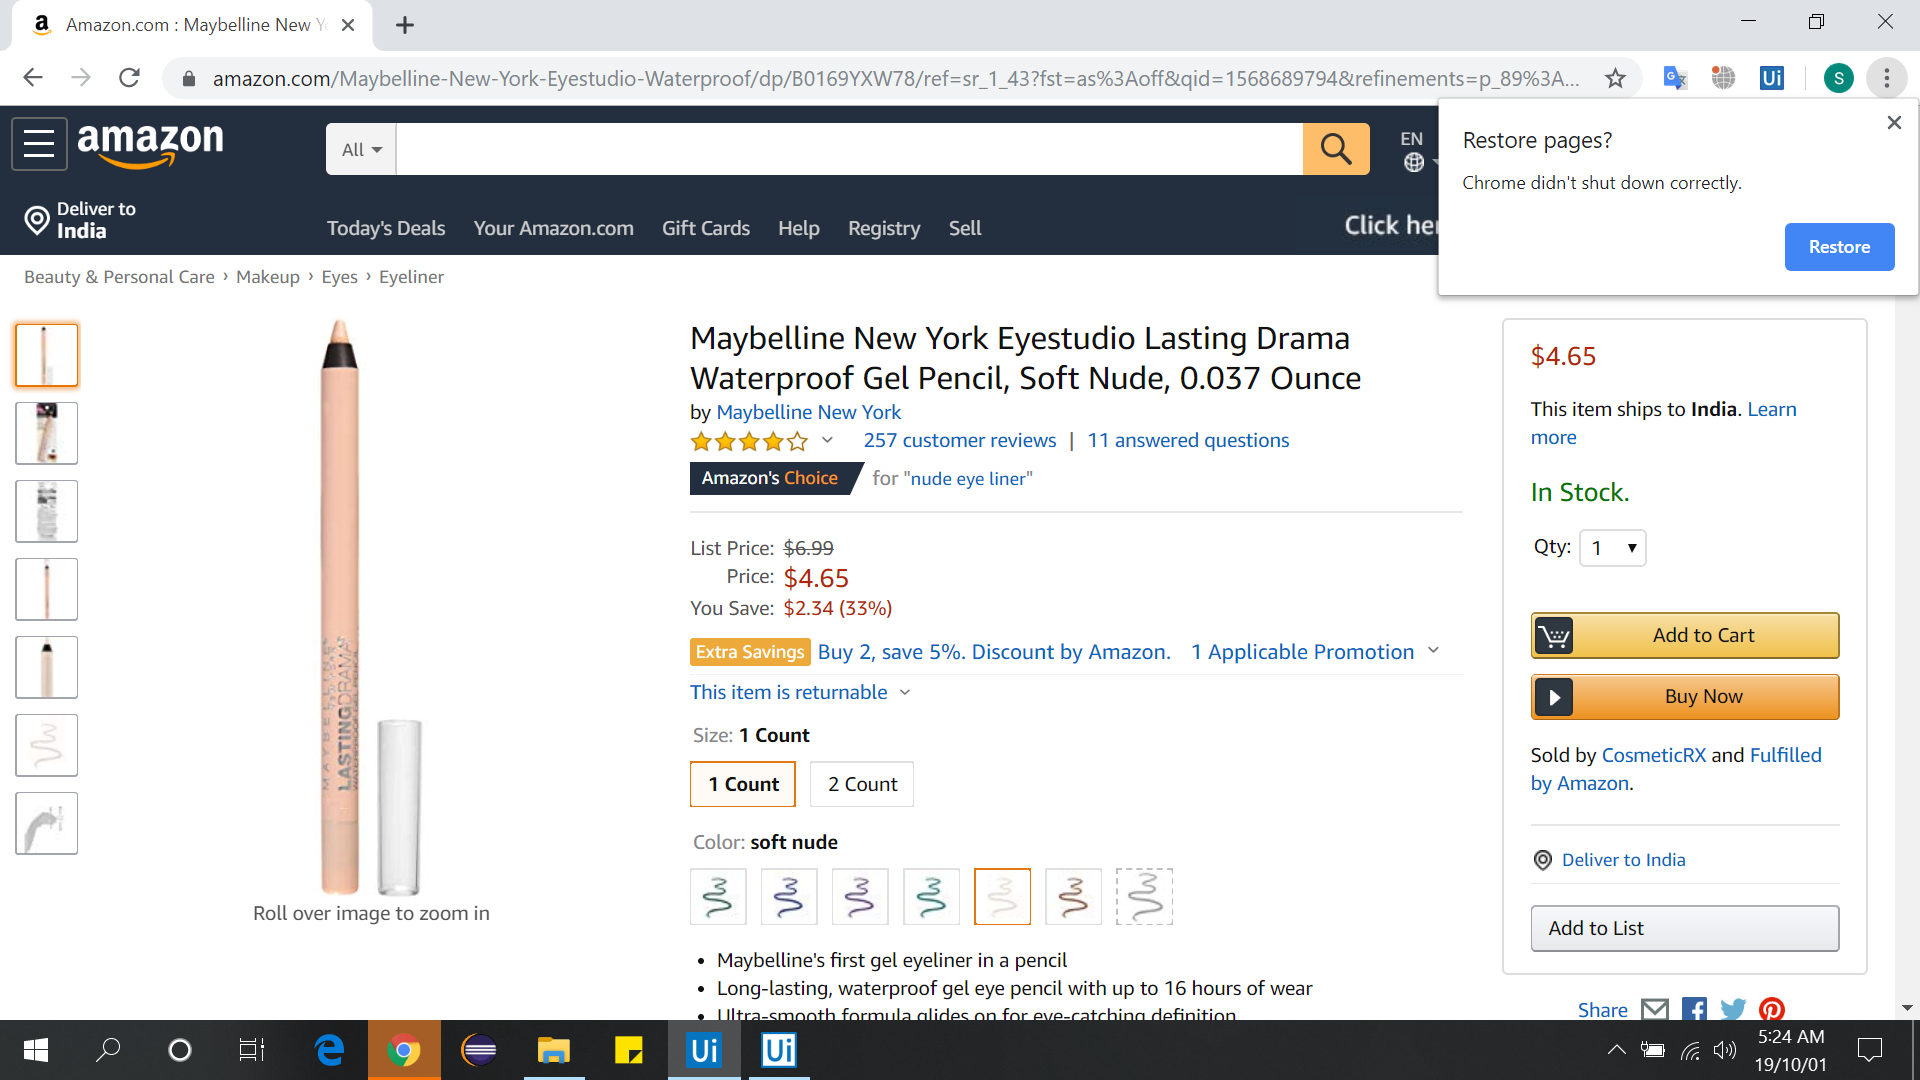 Amazon.com : Maybelline New Y
amazon.com/Maybelline-New-York-Eyestudio-Waterproof/dp/B0169YXW78/ref=sr_1_43?fst=as%3Aoff&qid=1568689794&refinements=p_89%3A...
S
Restore pages?
Chrome didn't shut down correctly.
Restore
amazon
All
EN
Deliver to
India
Today's Deals Your Amazon.com Gift Cards Help Registry Sell
Click her
Beauty & Personal Care › Makeup › Eyes › Eyeliner
MAYBELLINE
LASTINGDRAMA
WATERPROOF GEL PENCIL
Roll over image to zoom in
Maybelline New York Eyestudio Lasting Drama
Waterproof Gel Pencil, Soft Nude, 0.037 Ounce
by Maybelline New York
257 customer reviews | 11 answered questions
Amazon's Choice for "nude eye liner"
List Price: $6.99
Price: $4.65
You Save: $2.34 (33%)
Extra Savings Buy 2, save 5%. Discount by Amazon. 1 Applicable Promotion
This item is returnable
Size: 1 Count
1 Count 2 Count
Color: soft nude
• Maybelline's first gel eyeliner in a pencil
• Long-lasting, waterproof gel eye pencil with up to 16 hours of wear
• Ultra-smooth formula glides on for eye-catching definition
$4.65
This item ships to India. Learn
more
In Stock.
Qty: 1
Add to Cart
Buy Now
Sold by CosmeticRX and Fulfilled
by Amazon.
Deliver to India
Add to List
Share
Ui
Ui
5:24 AM
19/10/01